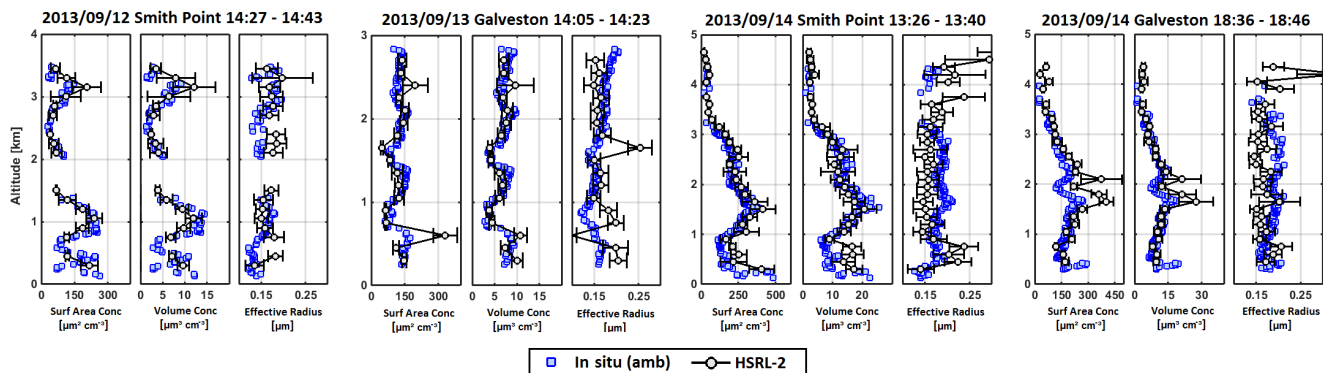 2013/09/12 Smith Point 14:27 - 14:43
2013/09/13 Galveston 14:05 - 14:23
2013/09/14 Smith Point 13:26 - 13:40
2013/09/14 Galveston 18:36 - 18:46
Altitude [km]
4
3
2
1
0
0 100 300
Surf Area Conc
[µm² cm⁻³]
0 5 10 15
Volume Conc
[µm³ cm⁻³]
0.15 0.25
Effective Radius
[µm]
3
2
1
0
0 100 300
Surf Area Conc
[µm² cm⁻³]
0 5 10 15
Volume Conc
[µm³ cm⁻³]
0.15 0.25
Effective Radius
[µm]
5
4
3
2
1
0
0 250 500
Surf Area Conc
[µm² cm⁻³]
0 10 20
Volume Conc
[µm³ cm⁻³]
0.15 0.25
Effective Radius
[µm]
5
4
3
2
1
0
0 150 300 450
Surf Area Conc
[µm² cm⁻³]
0 15 30
Volume Conc
[µm³ cm⁻³]
0.15 0.25
Effective Radius
[µm]
In situ (amb) HSRL-2